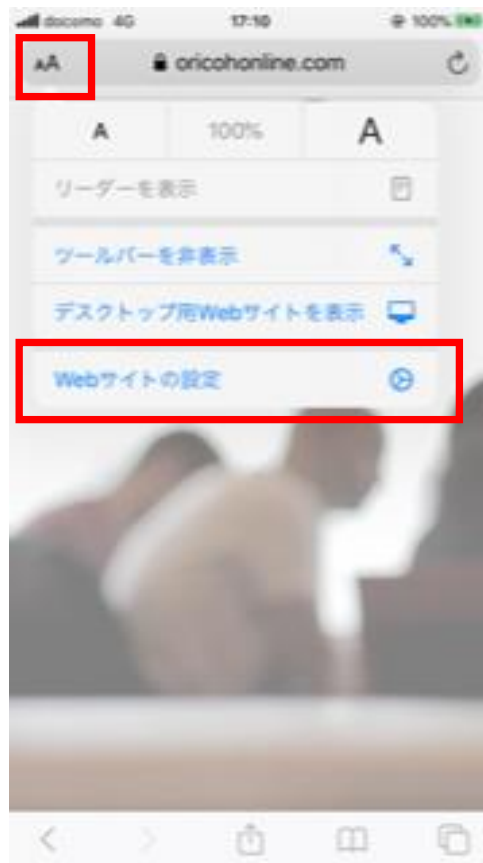 docomo 4G 17:10 100%
AA oricohonline.com
A 100% A
リーダーを表示
ツールバーを非表示
デスクトップ用Webサイトを表示
Webサイトの設定